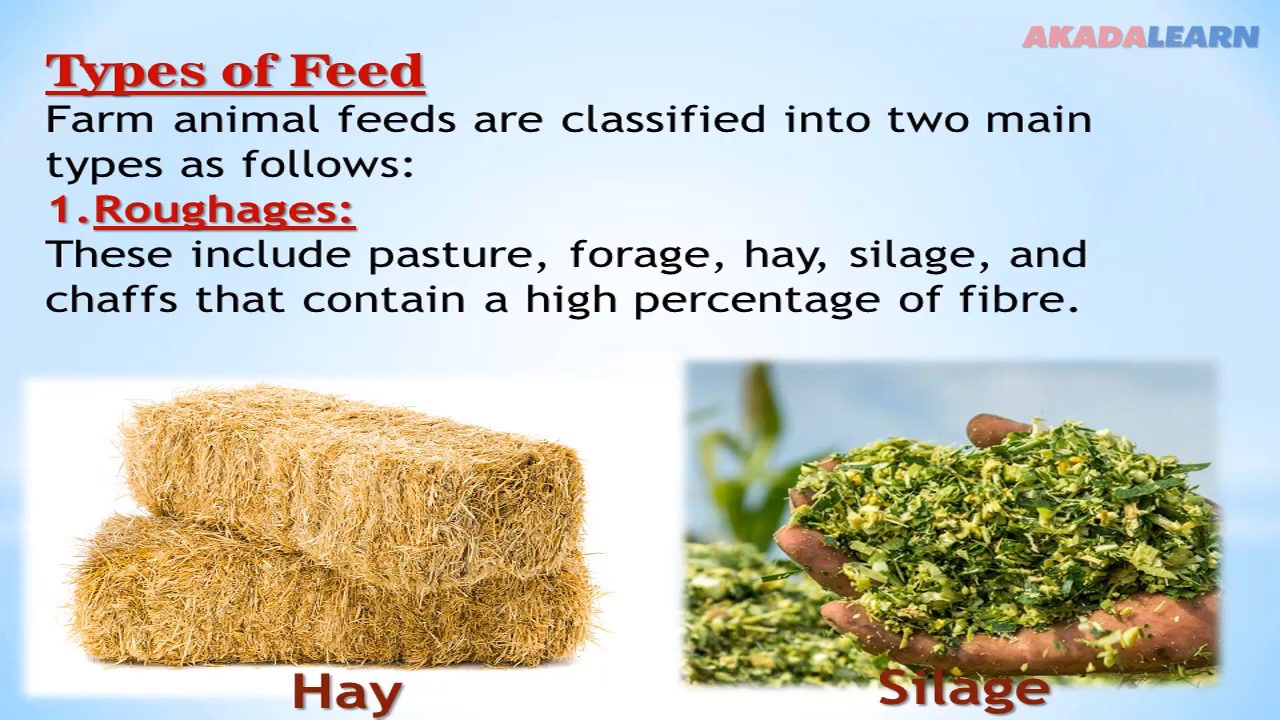 AKADALEARN
Types of Feed
Farm animal feeds are classified into two main
types as follows:
1.Roughages:
These include pasture, forage, hay, silage, and
chaffs that contain a high percentage of fibre.
Hay
Silage